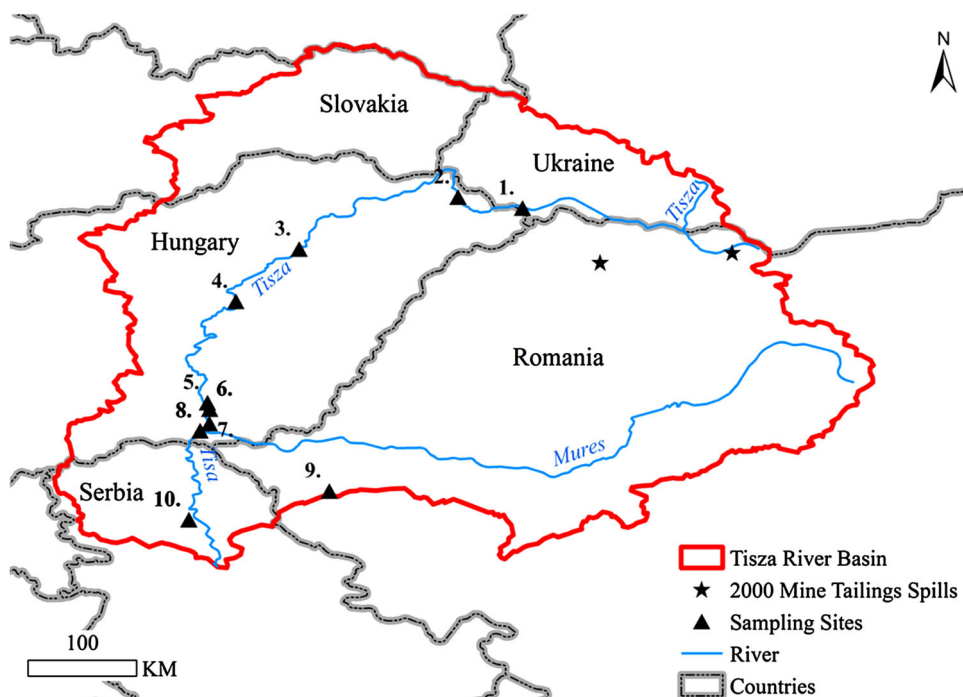 N
Slovakia
Ukraine
2.
1.
Tisza
Hungary
3.
Tisza
4.
Romania
5.
6.
8.
7.
Tisa
Mures
9.
Serbia
10.
Tisza River Basin
2000 Mine Tailings Spills
Sampling Sites
River
Countries
100
KM